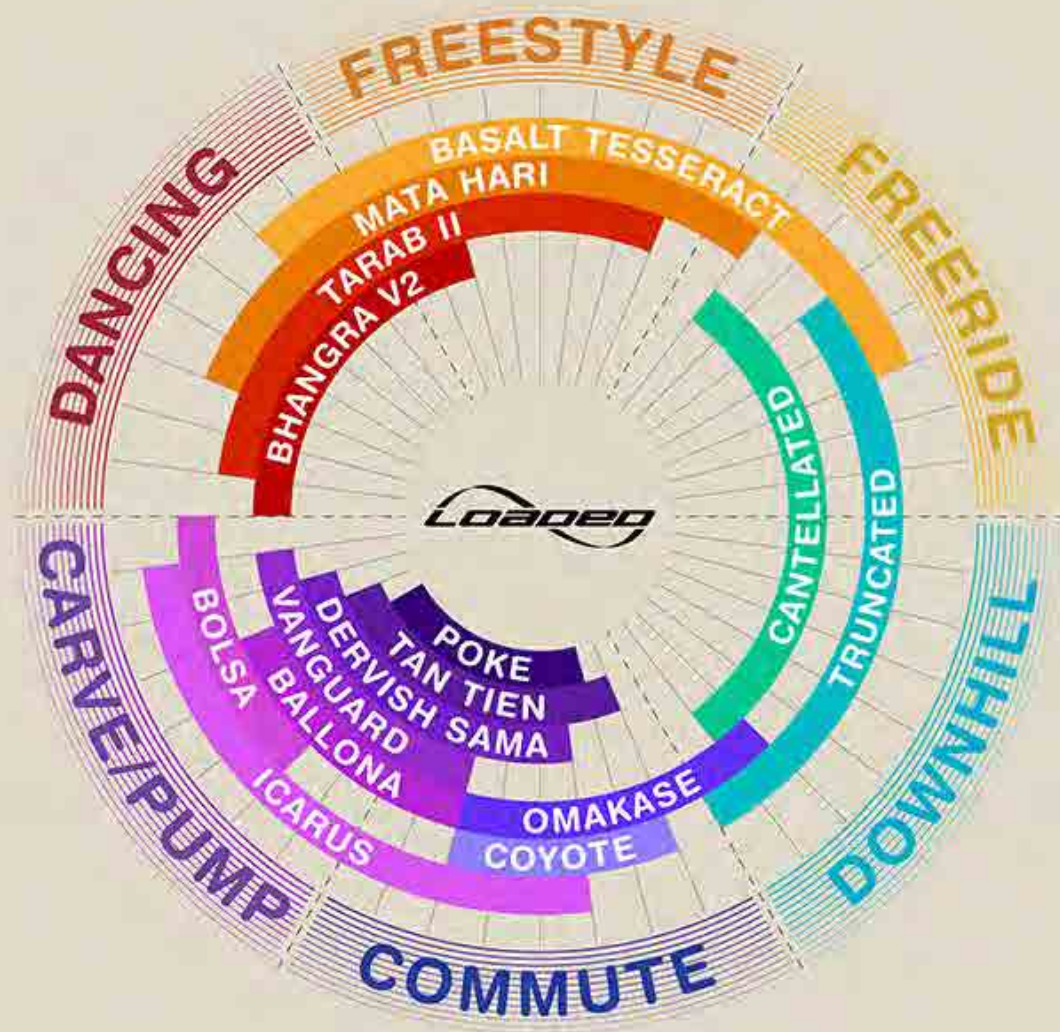 FREESTYLE
FREERIDE
DOWNHILL
COMMUTE
CARVE/PUMP
DANCING
BASALT TESSERACT
MATA HARI
TARAB II
BHANGRA V2
CANTELLATED
TRUNCATED
LOADED
POKE
TAN TIEN
DERVISH SAMA
VANGUARD
BALLONA
BOLSA
ICARUS
OMAKASE
COYOTE